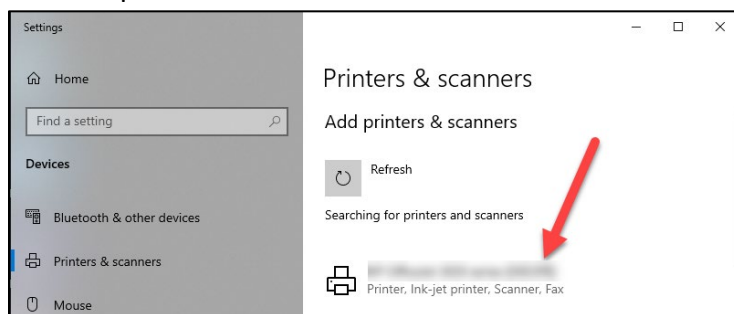 Settings
Home
Find a setting
Devices
Bluetooth & other devices
Printers & scanners
Mouse
Printers & scanners
Add printers & scanners
Refresh
Searching for printers and scanners
Printer, Ink-jet printer, Scanner, Fax